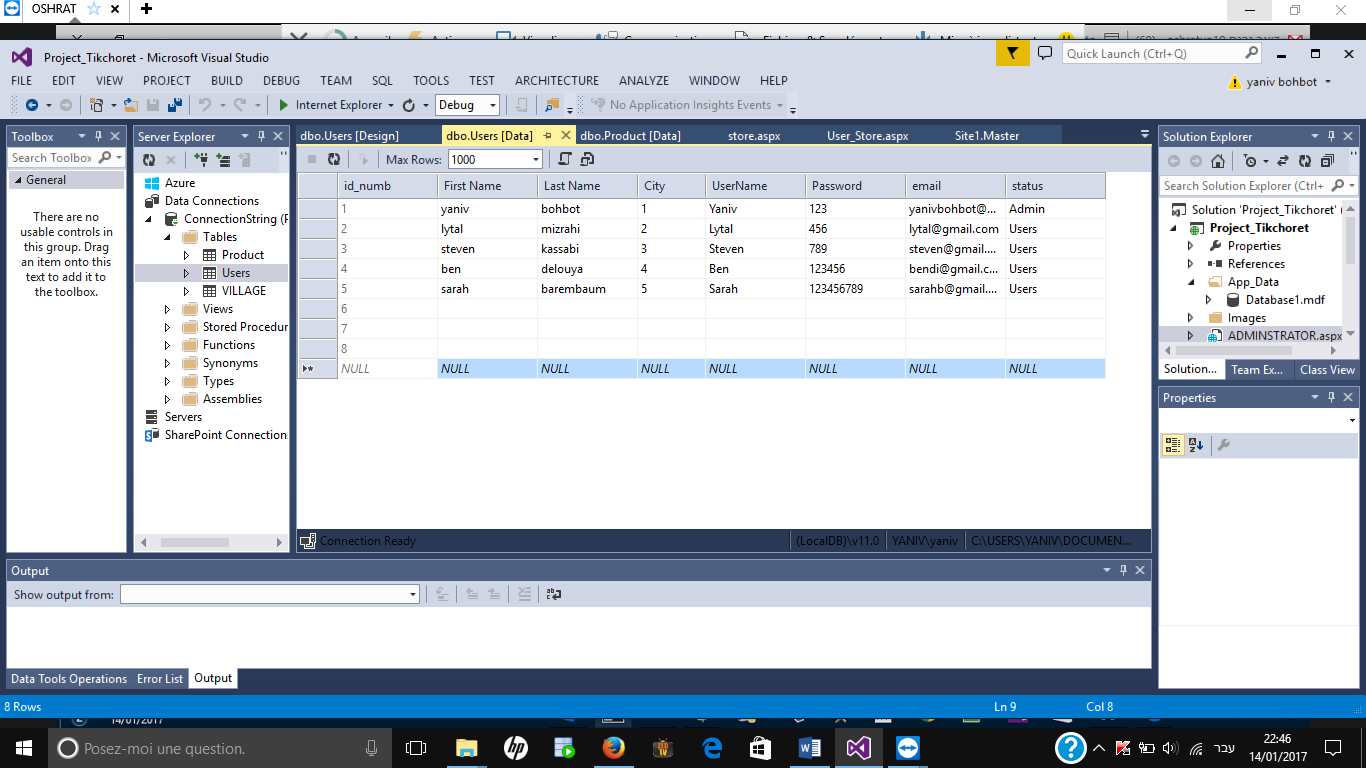 OSHRAT
Project_Tikchoret - Microsoft Visual Studio
Quick Launch (Ctrl+Q)
FILE EDIT VIEW PROJECT BUILD DEBUG TEAM SQL TOOLS TEST ARCHITECTURE ANALYZE WINDOW HELP
yaniv bohbot
Internet Explorer Debug No Application Insights Events
Toolbox
Search Toolbox
General
There are no
usable controls in
this group. Drag
an item onto this
text to add it to
the toolbox.
Server Explorer
Azure
Data Connections
ConnectionString (F
Tables
Product
Users
VILLAGE
Views
Stored Procedur
Functions
Synonyms
Types
Assemblies
Servers
SharePoint Connection
dbo.Users [Design] dbo.Users [Data] dbo.Product [Data] store.aspx User_Store.aspx Site1.Master
Max Rows: 1000
id_numb First Name Last Name City UserName Password email status
1 yaniv bohbot 1 Yaniv 123 yanivbohbot@... Admin
2 lytal mizrahi 2 Lytal 456 lytal@gmail.com Users
3 steven kassabi 3 Steven 789 steven@gmail.... Users
4 ben delouya 4 Ben 123456 bendi@gmail.c... Users
5 sarah barembaum 5 Sarah 123456789 sarahb@gmail.... Users
6
7
8
NULL NULL NULL NULL NULL NULL NULL NULL
Connection Ready (LocalDB)\v11.0 YANIV\yaniv C:\USERS\YANIV\DOCUMEN...
Solution Explorer
Search Solution Explorer (Ctrl+
Solution 'Project_Tikchoret'
Project_Tikchoret
Properties
References
App_Data
Database1.mdf
Images
ADMINSTRATOR.aspx
Solution... Team Ex... Class View
Properties
Output
Show output from:
Data Tools Operations Error List Output
8 Rows Ln 9 Col 8
14/01/2017
Posez-moi une question.
עבר
22:46
14/01/2017